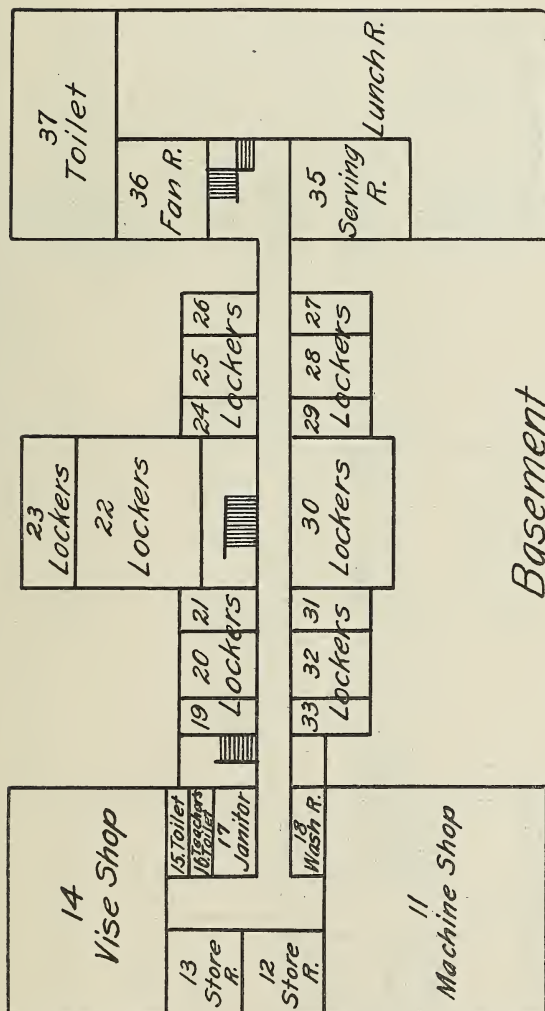 14
Vise Shop
15. Toilet
16. Teachers
Toilet
17
Janitor
13
Store
R.
12
Store
R.
18
Wash R.
11
Machine Shop
19
20
21
Lockers
23
Lockers
22
Lockers
24
25
26
Lockers
33
32
31
Lockers
30
Lockers
29
28
27
Lockers
37
Toilet
36
Fan R.
35
Serving
R.
Lunch R.
Basement